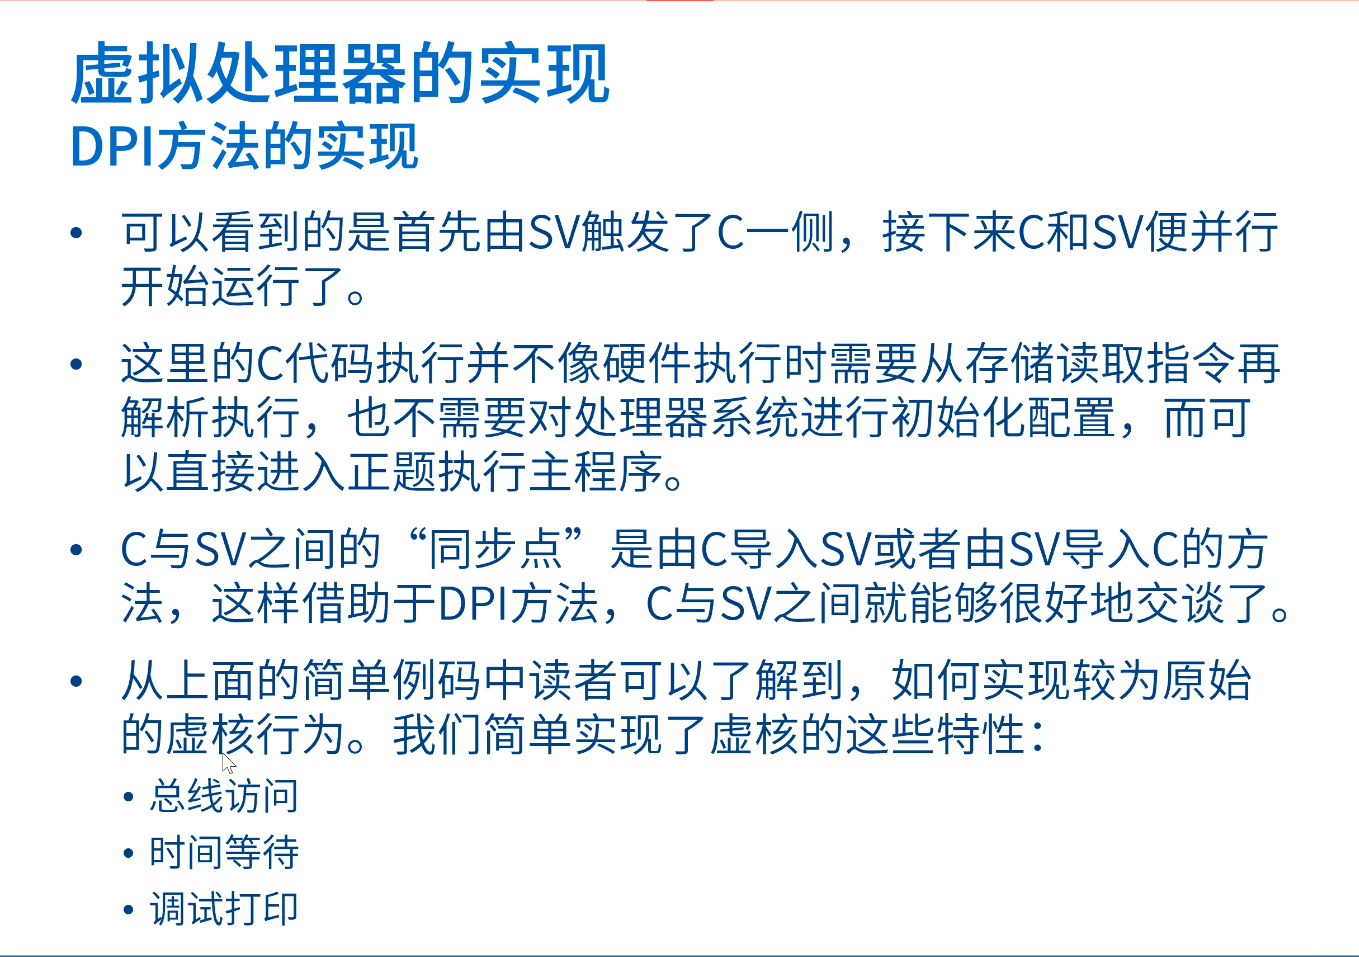 虚拟处理器的实现
DPI方法的实现
• 可以看到的是首先由SV触发了C一侧，接下来C和SV便并行
开始运行了。
• 这里的C代码执行并不像硬件执行时需要从存储读取指令再
解析执行，也不需要对处理器系统进行初始化配置，而可
以直接进入正题执行主程序。
• C与SV之间的“同步点”是由C导入SV或者由SV导入C的方
法，这样借助于DPI方法，C与SV之间就能够很好地交谈了。
• 从上面的简单例码中读者可以了解到，如何实现较为原始
的虚核行为。我们简单实现了虚核的这些特性：
• 总线访问
• 时间等待
• 调试打印